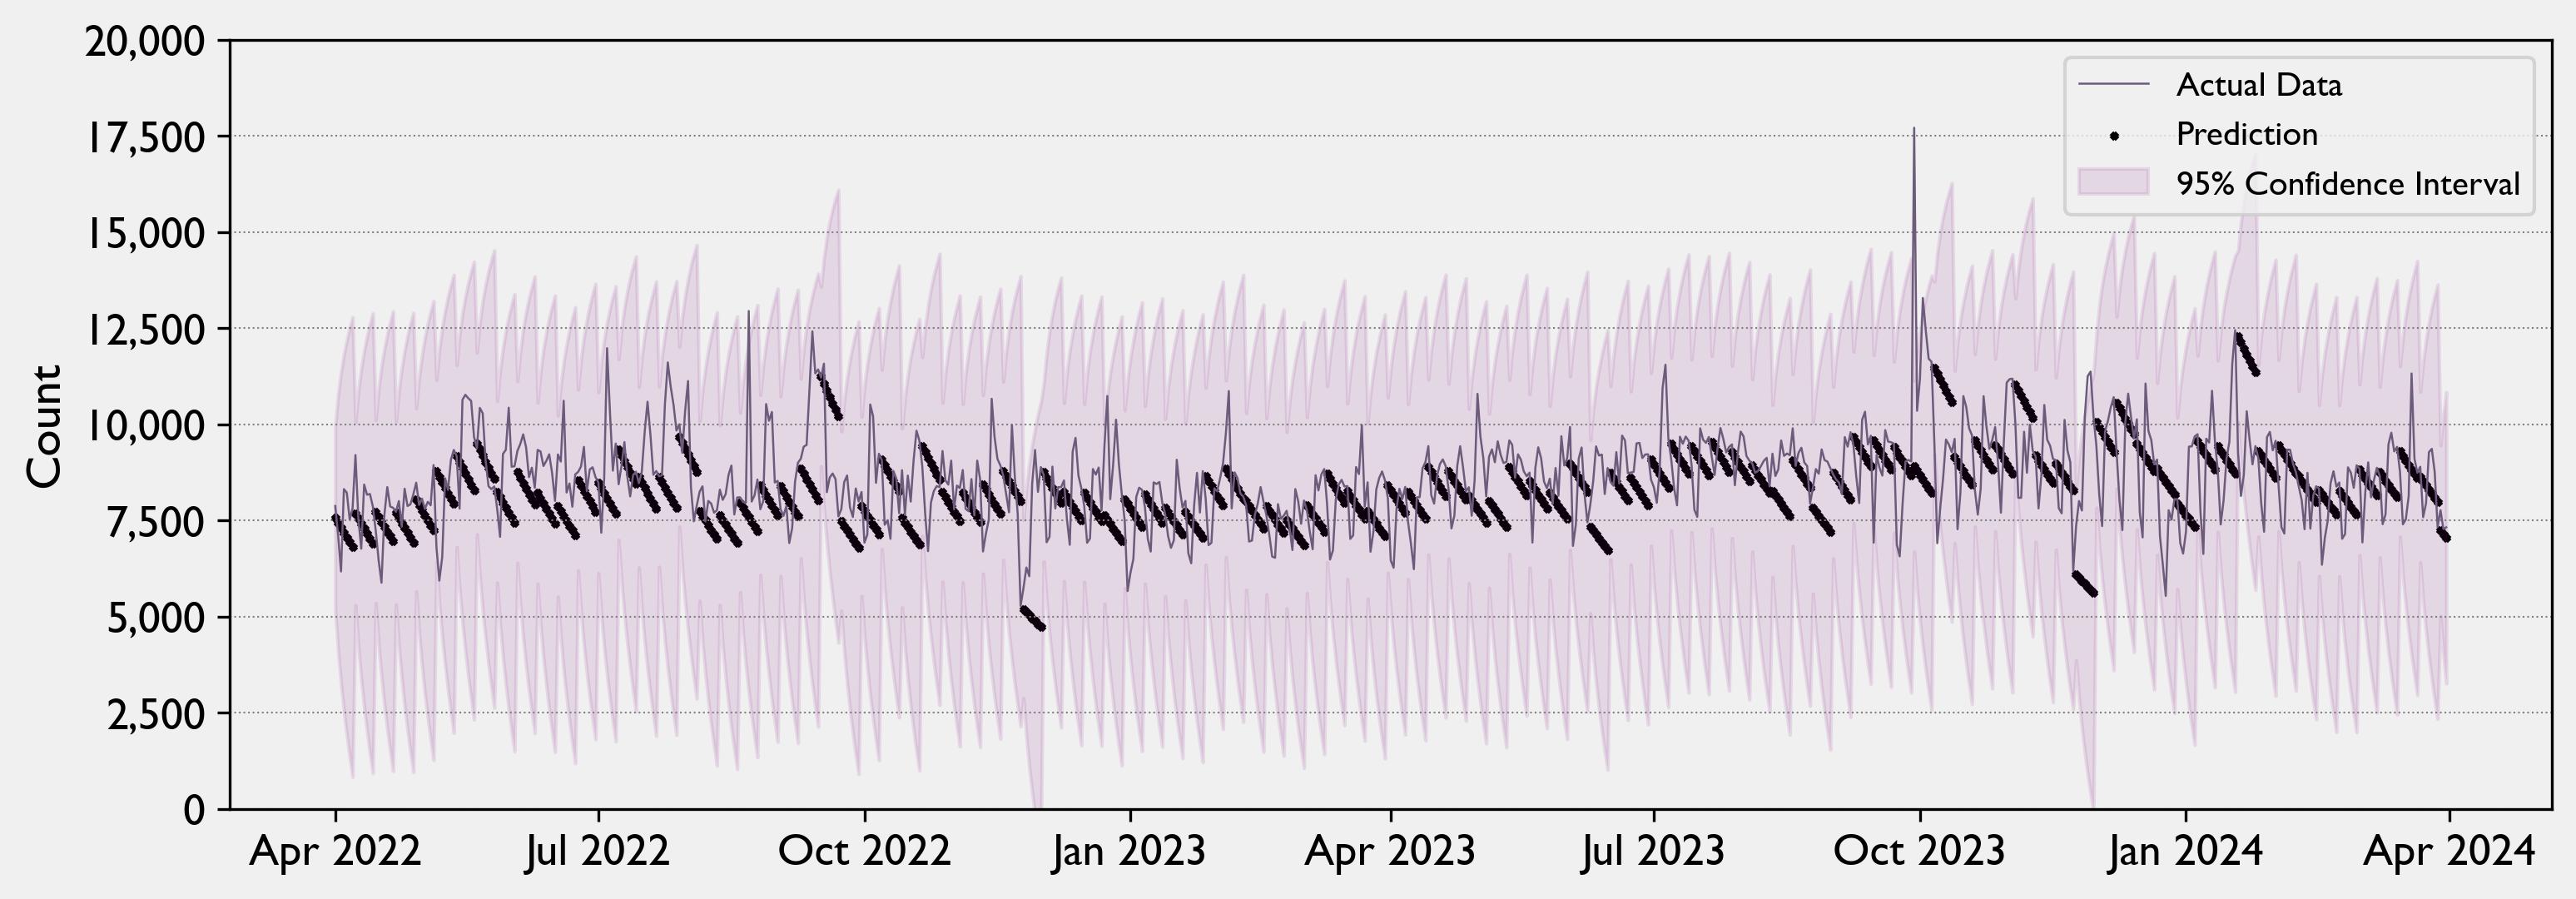 20,000
17,500
15,000
12,500
10,000
7,500
5,000
2,500
0
Count
Actual Data
Prediction
95% Confidence Interval
Apr 2022 Jul 2022 Oct 2022 Jan 2023 Apr 2023 Jul 2023 Oct 2023 Jan 2024 Apr 2024